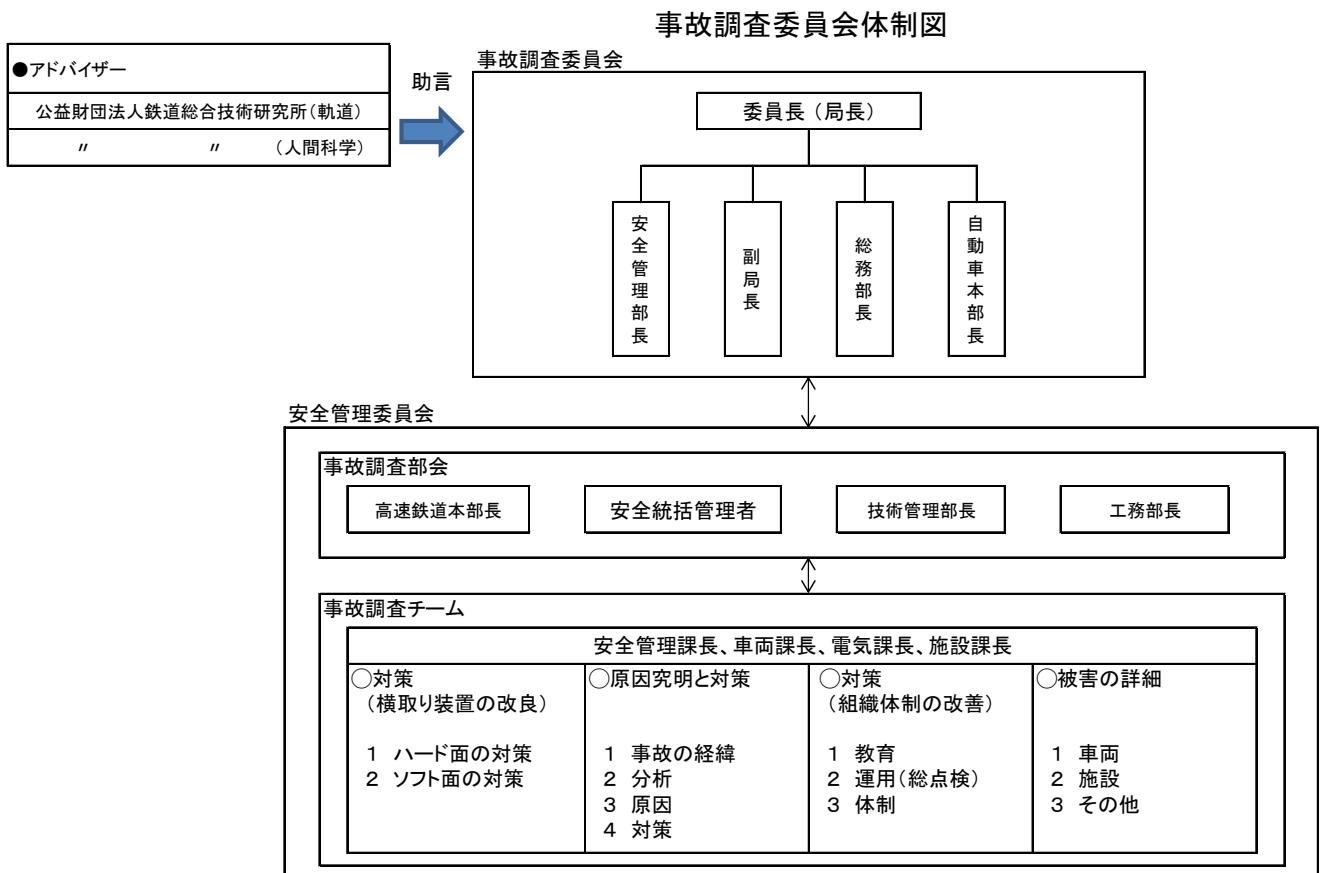 事故調査委員会体制図
●アドバイザー
公益財団法人鉄道総合技術研究所（軌道）
〃 〃 （人間科学）
助言
事故調査委員会
委員長（局長）
安全管理部長
副局長
総務部長
自動車本部長
安全管理委員会
事故調査部会
高速鉄道本部長
安全統括管理者
技術管理部長
工務部長
事故調査チーム
安全管理課長、車両課長、電気課長、施設課長
○対策
（横取り装置の改良）
１ ハード面の対策
２ ソフト面の対策
○原因究明と対策
１ 事故の経緯
２ 分析
３ 原因
４ 対策
○対策
（組織体制の改善）
１ 教育
２ 運用（総点検）
３ 体制
○被害の詳細
１ 車両
２ 施設
３ その他